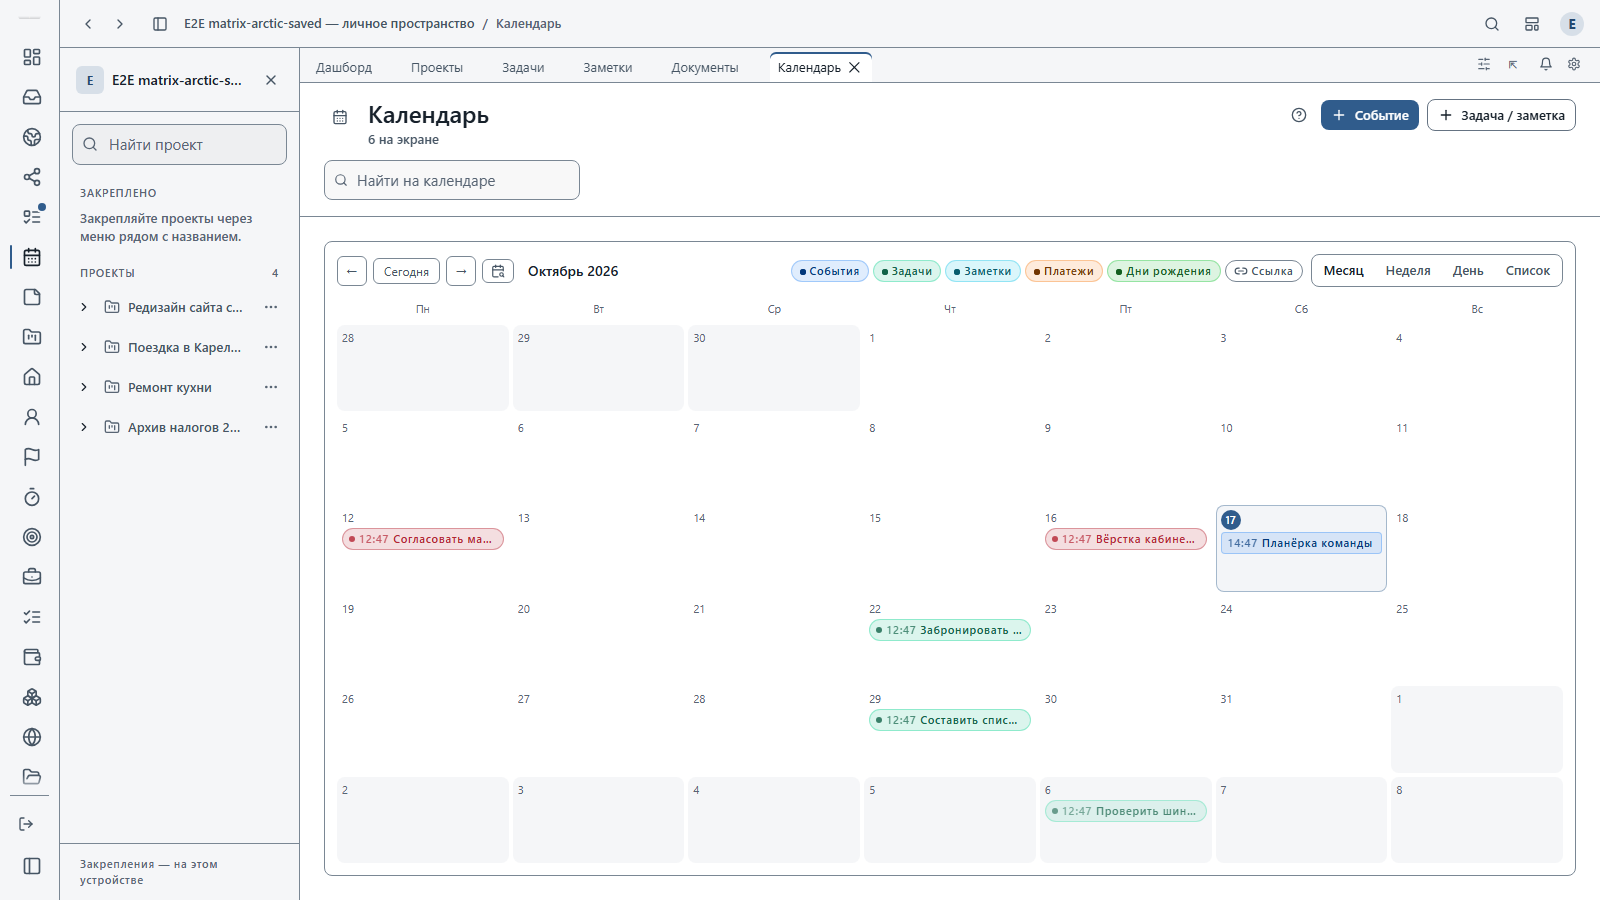 E2E matrix-arctic-saved — личное пространство / Календарь
E
E E2E matrix-arctic-s...
Дашборд Проекты Задачи Заметки Документы Календарь
Найти проект
ЗАКРЕПЛЕНО
Закрепляйте проекты через
меню рядом с названием.
ПРОЕКТЫ 4
Редизайн сайта с...
Поездка в Карел...
Ремонт кухни
Архив налогов 2...
Закрепления — на этом
устройстве
Календарь
6 на экране
Событие
Задача / заметка
Найти на календаре
Сегодня
Октябрь 2026
События Задачи Заметки Платежи Дни рождения Ссылка
Месяц Неделя День Список
Пн Вт Ср Чт Пт Сб Вс
28 29 30 1 2 3 4
5 6 7 8 9 10 11
12 13 14 15 16 17 18
12:47 Согласовать ма...
12:47 Вёрстка кабине...
14:47 Планёрка команды
19 20 21 22 23 24 25
12:47 Забронировать ...
26 27 28 29 30 31 1
12:47 Составить спис...
2 3 4 5 6 7 8
12:47 Проверить шин...